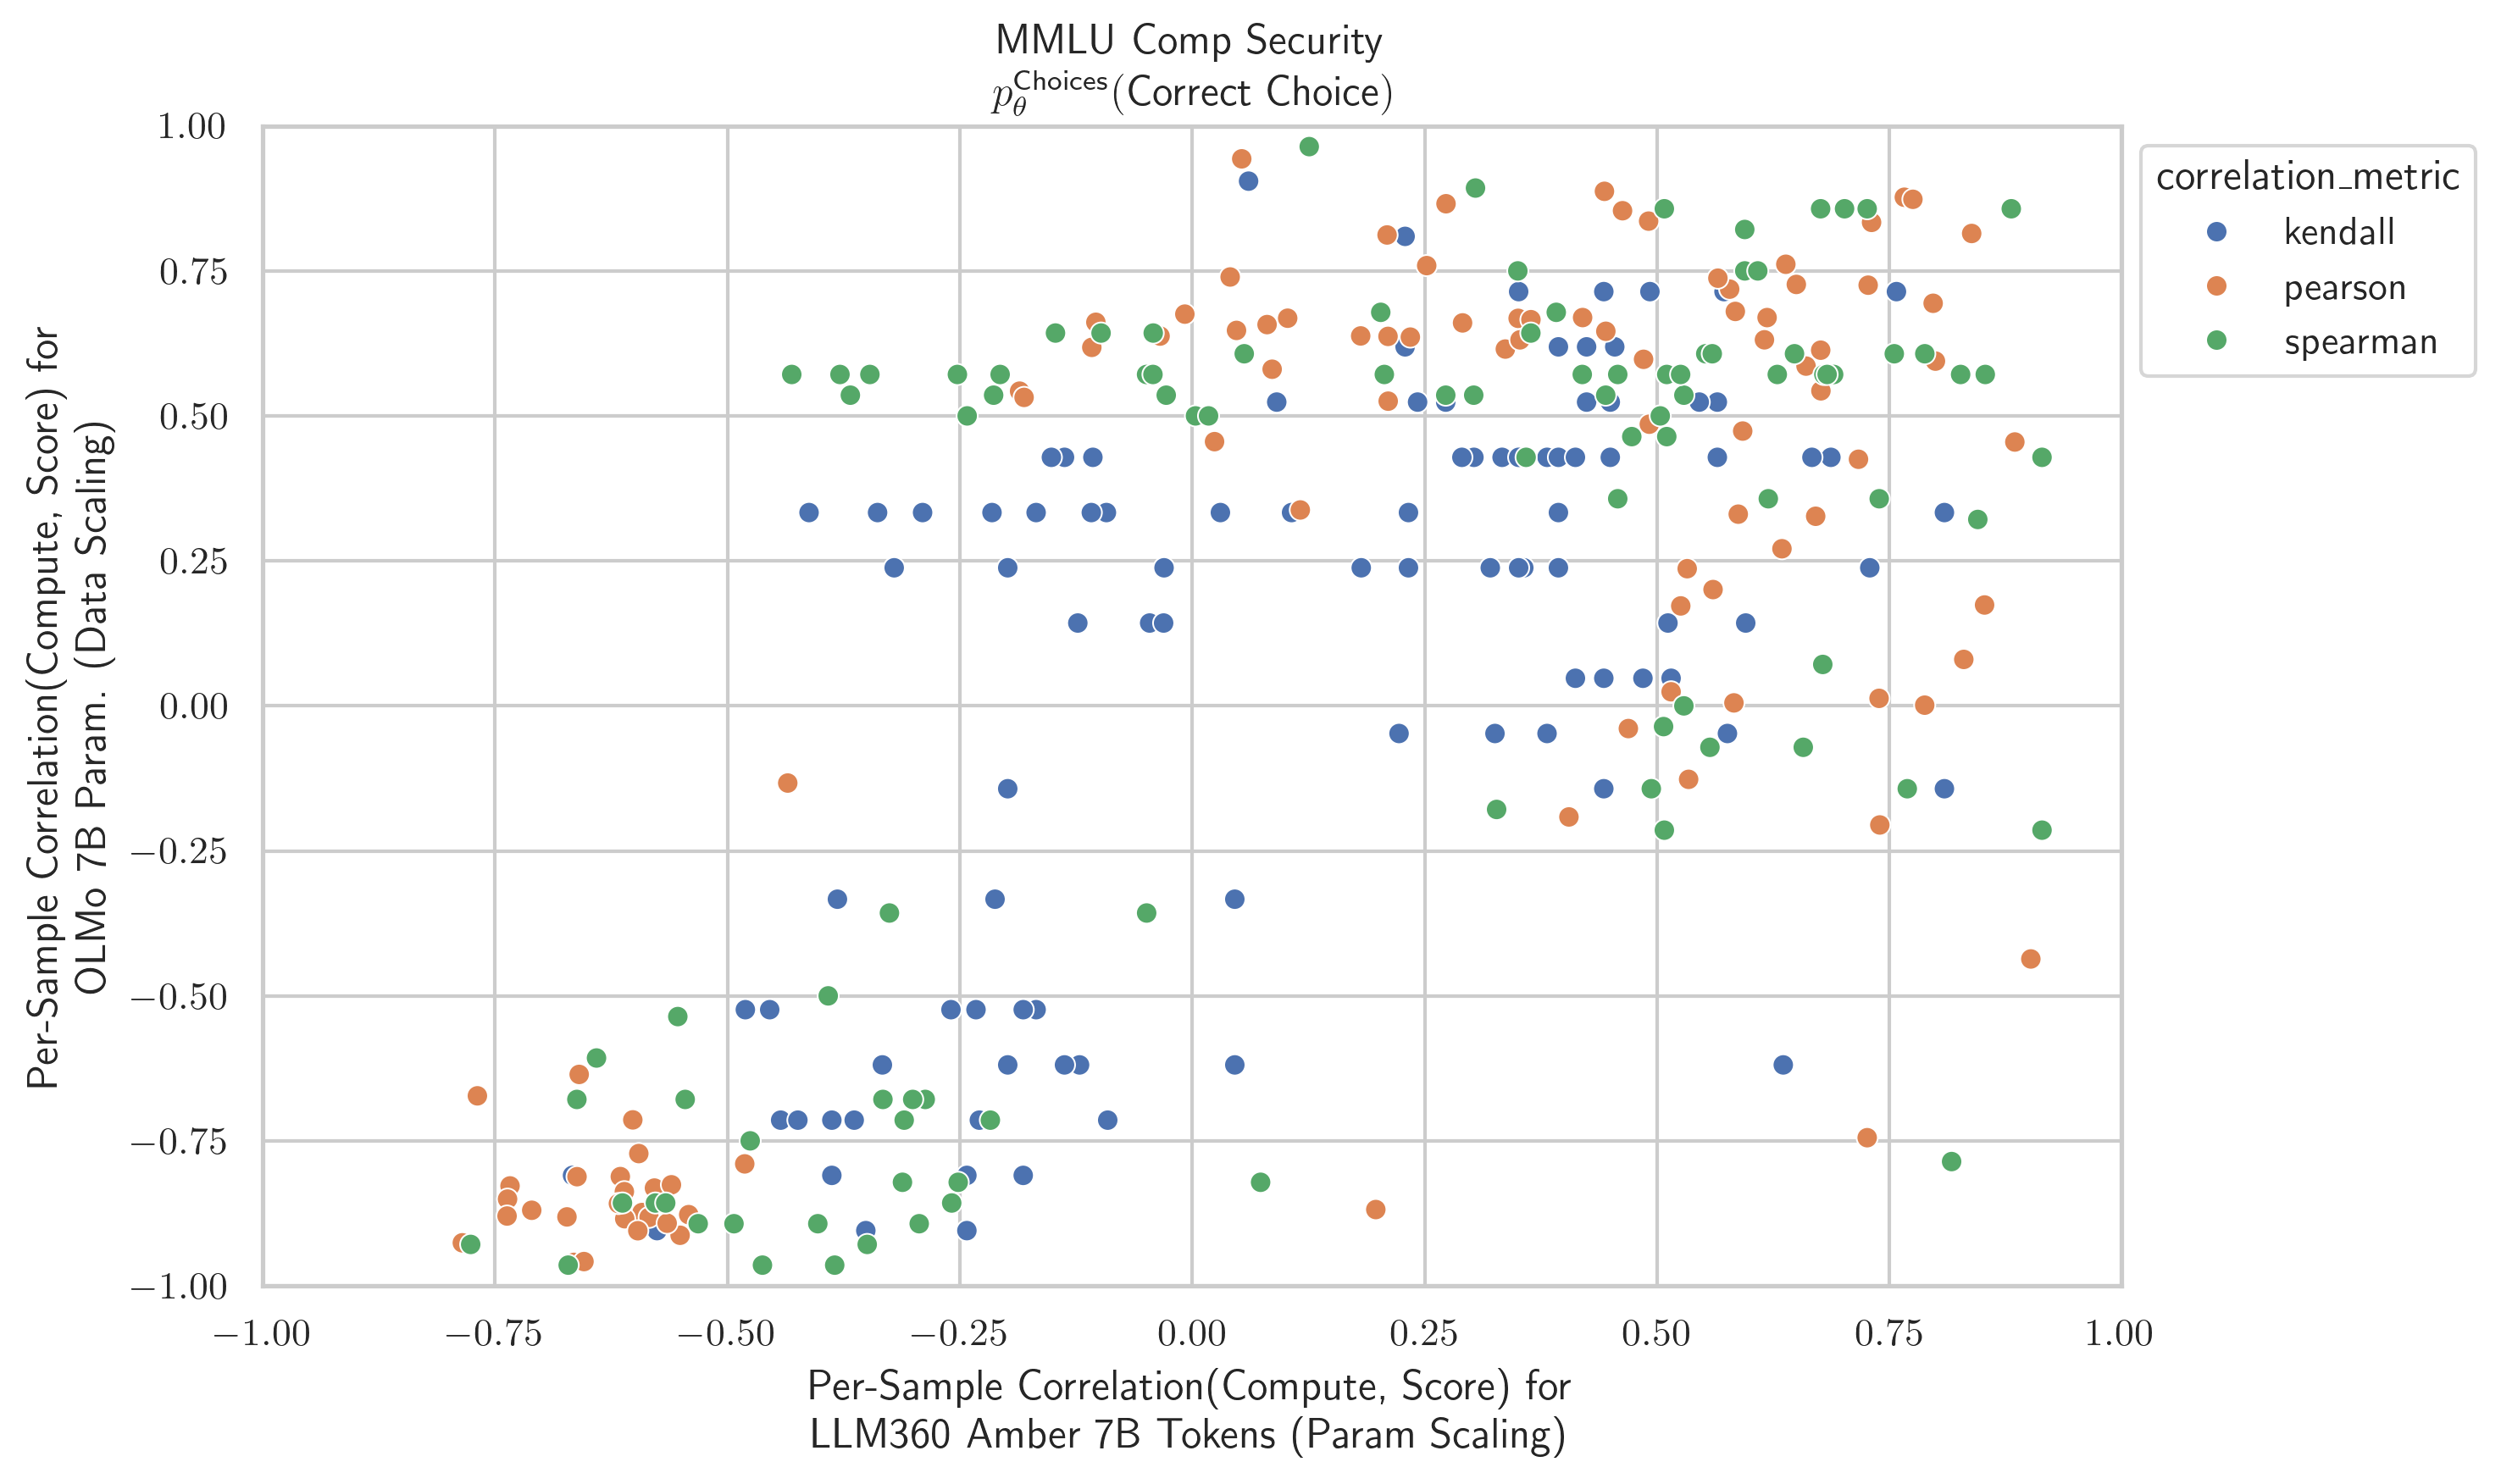 MMLU Comp Security
p_θ^Choices(Correct Choice)
1.00
0.75
0.50
0.25
0.00
−0.25
−0.50
−0.75
−1.00
Per-Sample Correlation(Compute, Score) for
OLMo 7B Param. (Data Scaling)
−1.00
−0.75
−0.50
−0.25
0.00
0.25
0.50
0.75
1.00
Per-Sample Correlation(Compute, Score) for
LLM360 Amber 7B Tokens (Param Scaling)
correlation_metric
kendall
pearson
spearman